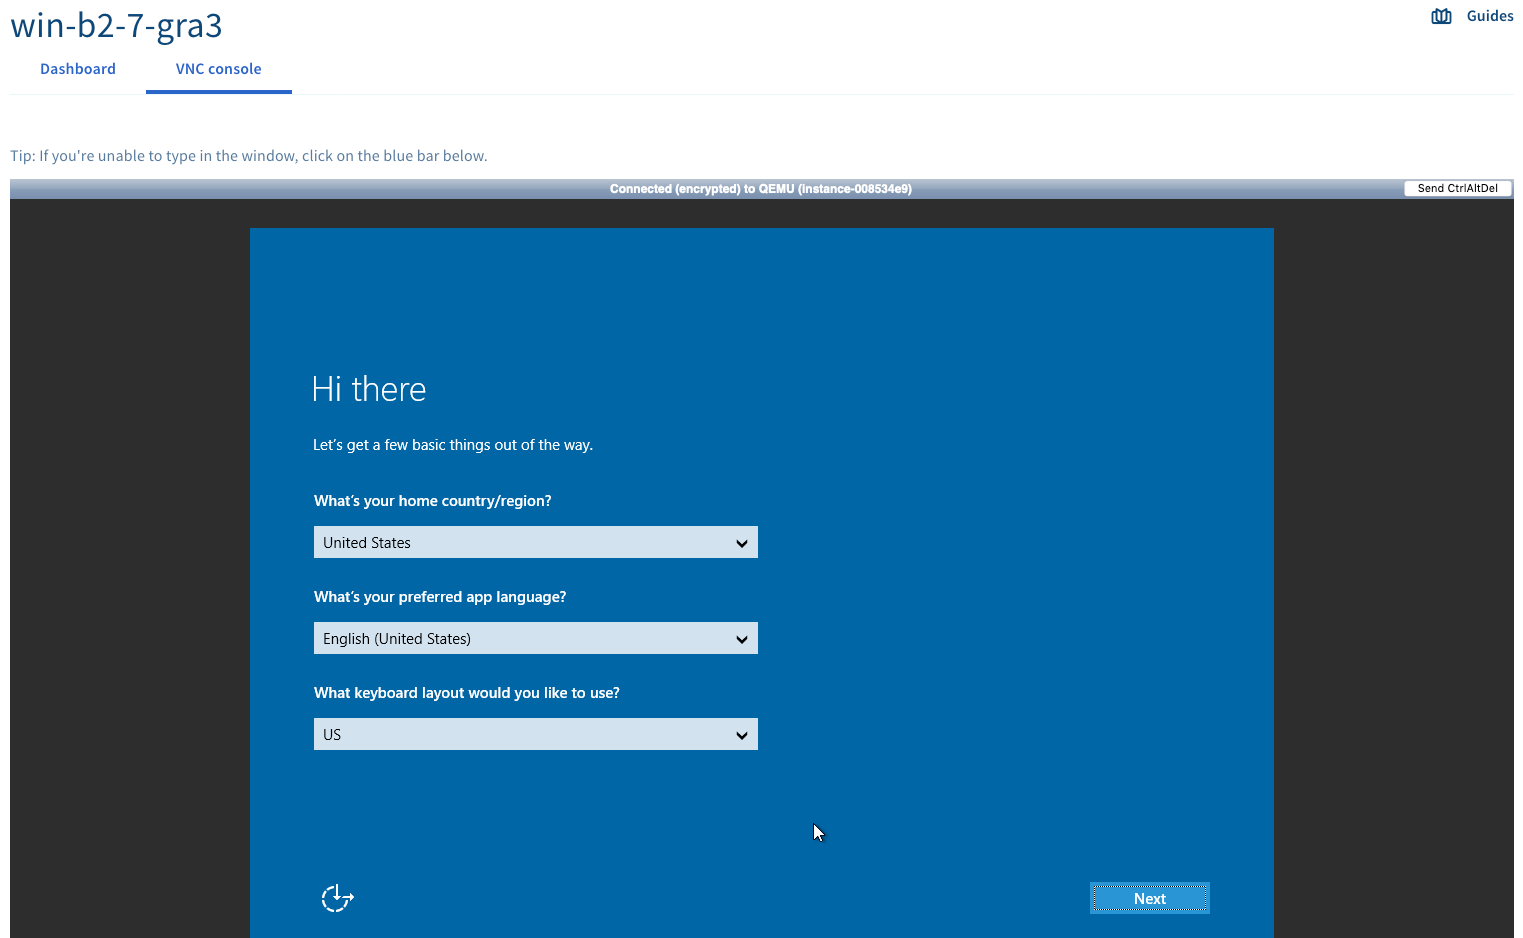 win-b2-7-gra3
Guides
Dashboard
VNC console
Tip: If you're unable to type in the window, click on the blue bar below.
Connected (encrypted) to QEMU (instance-008534e9)
Send CtrlAltDel
Hi there
Let's get a few basic things out of the way.
What's your home country/region?
United States
What's your preferred app language?
English (United States)
What keyboard layout would you like to use?
US
Next